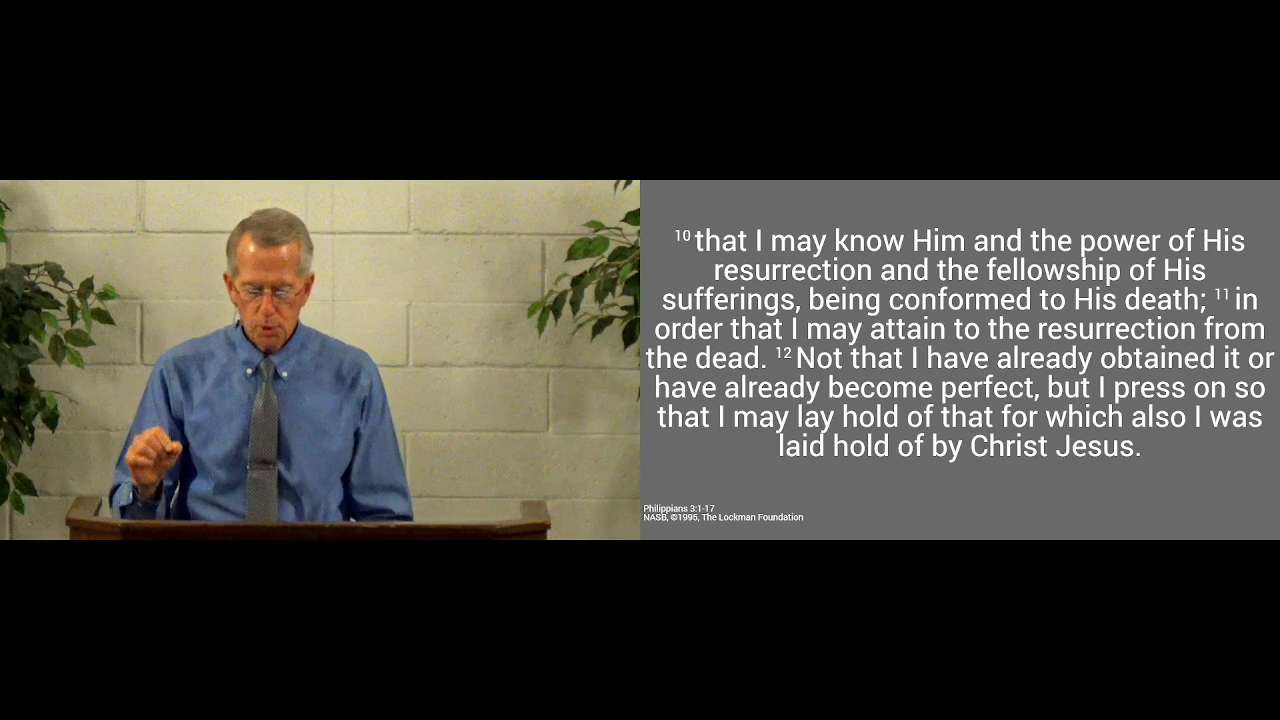 10 that I may know Him and the power of His
resurrection and the fellowship of His
sufferings, being conformed to His death; 11 in
order that I may attain to the resurrection from
the dead. 12 Not that I have already obtained it or
have already become perfect, but I press on so
that I may lay hold of that for which also I was
laid hold of by Christ Jesus.
Philippians 3:1-17
NASB, ©1995, The Lockman Foundation